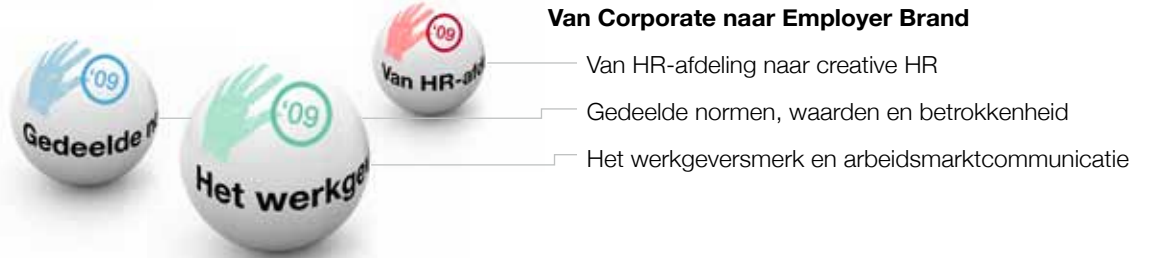 Van Corporate naar Employer Brand
Van HR-afdeling naar creative HR
Gedeelde normen, waarden en betrokkenheid
Het werkgeversmerk en arbeidsmarktcommunicatie
'09
Van HR-afd
'09
Gedeelde n
'09
Het werkge